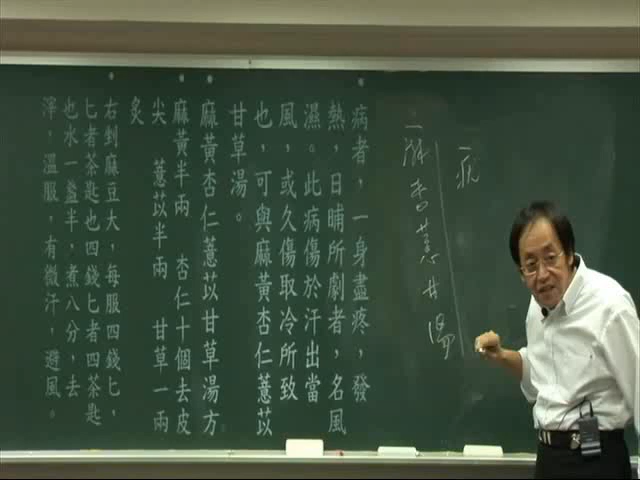 麻杏薏甘湯
病者，一身盡疼，發
熱，日晡所劇者，名風
濕。此病傷於汗出當
風，或久傷取冷所致
也，可與麻黃杏仁薏苡
甘草湯。
麻黃杏仁薏苡甘草湯方
麻黃半兩 杏仁十個去皮
尖 薏苡半兩 甘草一兩
炙
右剉麻豆大，每服四錢匕，
匕者茶匙也四錢匕者四茶匙
也水一盞半，煮八分，去
滓，溫服，有微汗，避風。